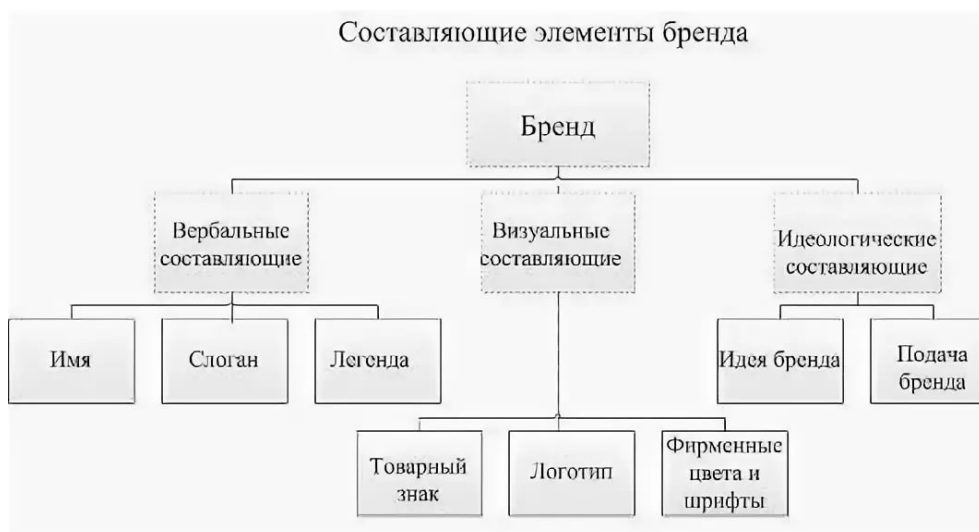 Составляющие элементы бренда
Бренд
Вербальные
составляющие
Визуальные
составляющие
Идеологические
составляющие
Имя
Слоган
Легенда
Идея бренда
Подача
бренда
Товарный
знак
Логотип
Фирменные
цвета и
шрифты